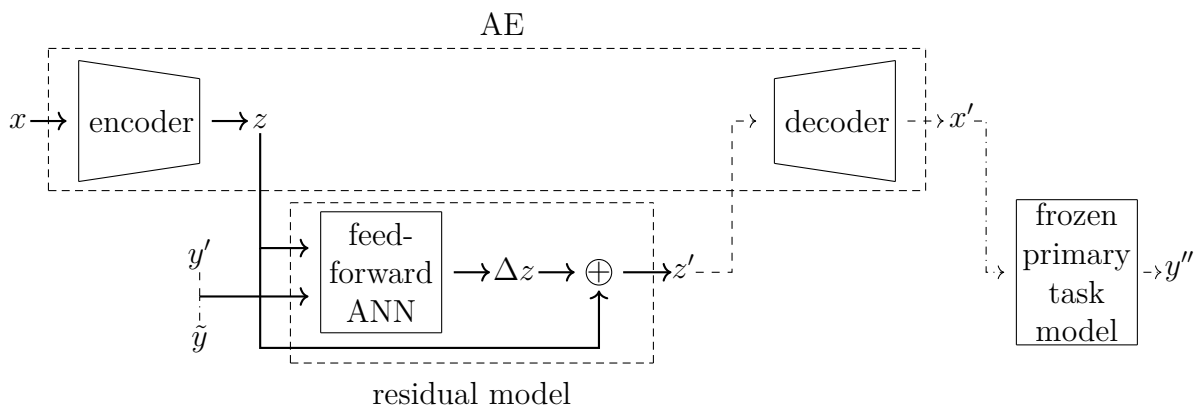 AE
x
encoder
z
decoder
x′
y′
ỹ
feed-
forward
ANN
Δz
⊕
z′
frozen
primary
task
model
y″
residual model